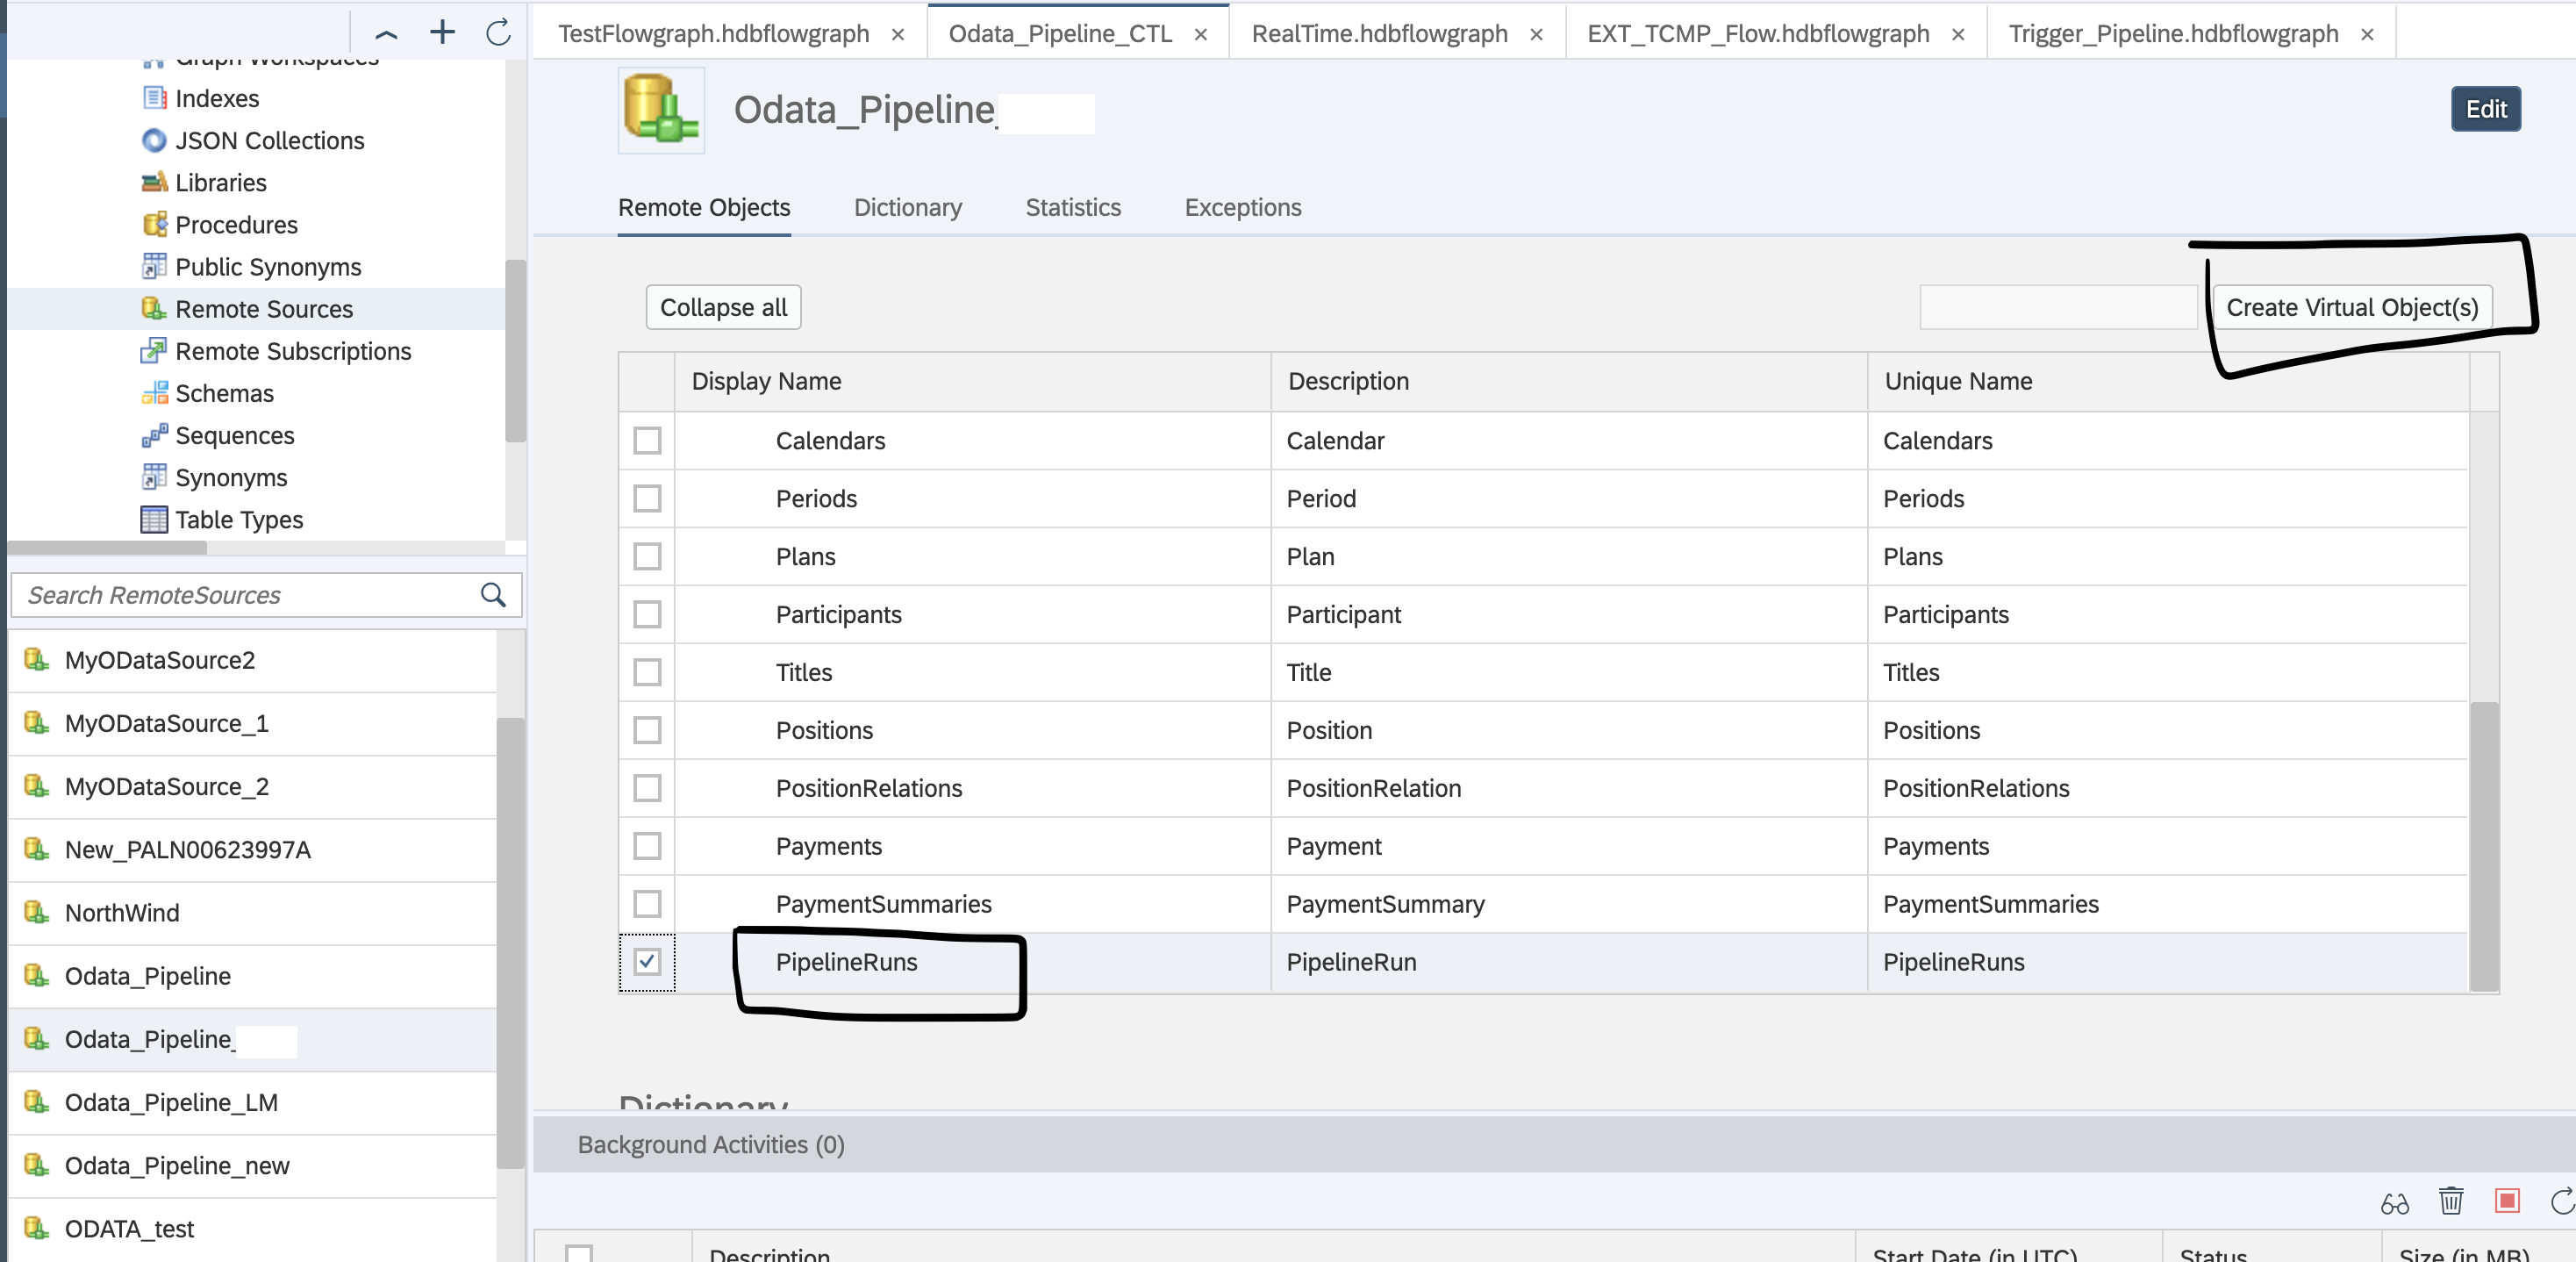 TestFlowgraph.hdbflowgraph × Odata_Pipeline_CTL × RealTime.hdbflowgraph × EXT_TCMP_Flow.hdbflowgraph × Trigger_Pipeline.hdbflowgraph ×
Graph Workspaces
Indexes
JSON Collections
Libraries
Procedures
Public Synonyms
Remote Sources
Remote Subscriptions
Schemas
Sequences
Synonyms
Table Types
Search RemoteSources
MyODataSource2
MyODataSource_1
MyODataSource_2
New_PALN00623997A
NorthWind
Odata_Pipeline
Odata_Pipeline_
Odata_Pipeline_LM
Odata_Pipeline_new
ODATA_test
Odata_Pipeline_
Edit
Remote Objects Dictionary Statistics Exceptions
Collapse all Create Virtual Object(s)
Display Name Description Unique Name
Calendars Calendar Calendars
Periods Period Periods
Plans Plan Plans
Participants Participant Participants
Titles Title Titles
Positions Position Positions
PositionRelations PositionRelation PositionRelations
Payments Payment Payments
PaymentSummaries PaymentSummary PaymentSummaries
PipelineRuns PipelineRun PipelineRuns
Dictionary
Background Activities (0)
Description Start Date (in UTC) Status Size (in MB)